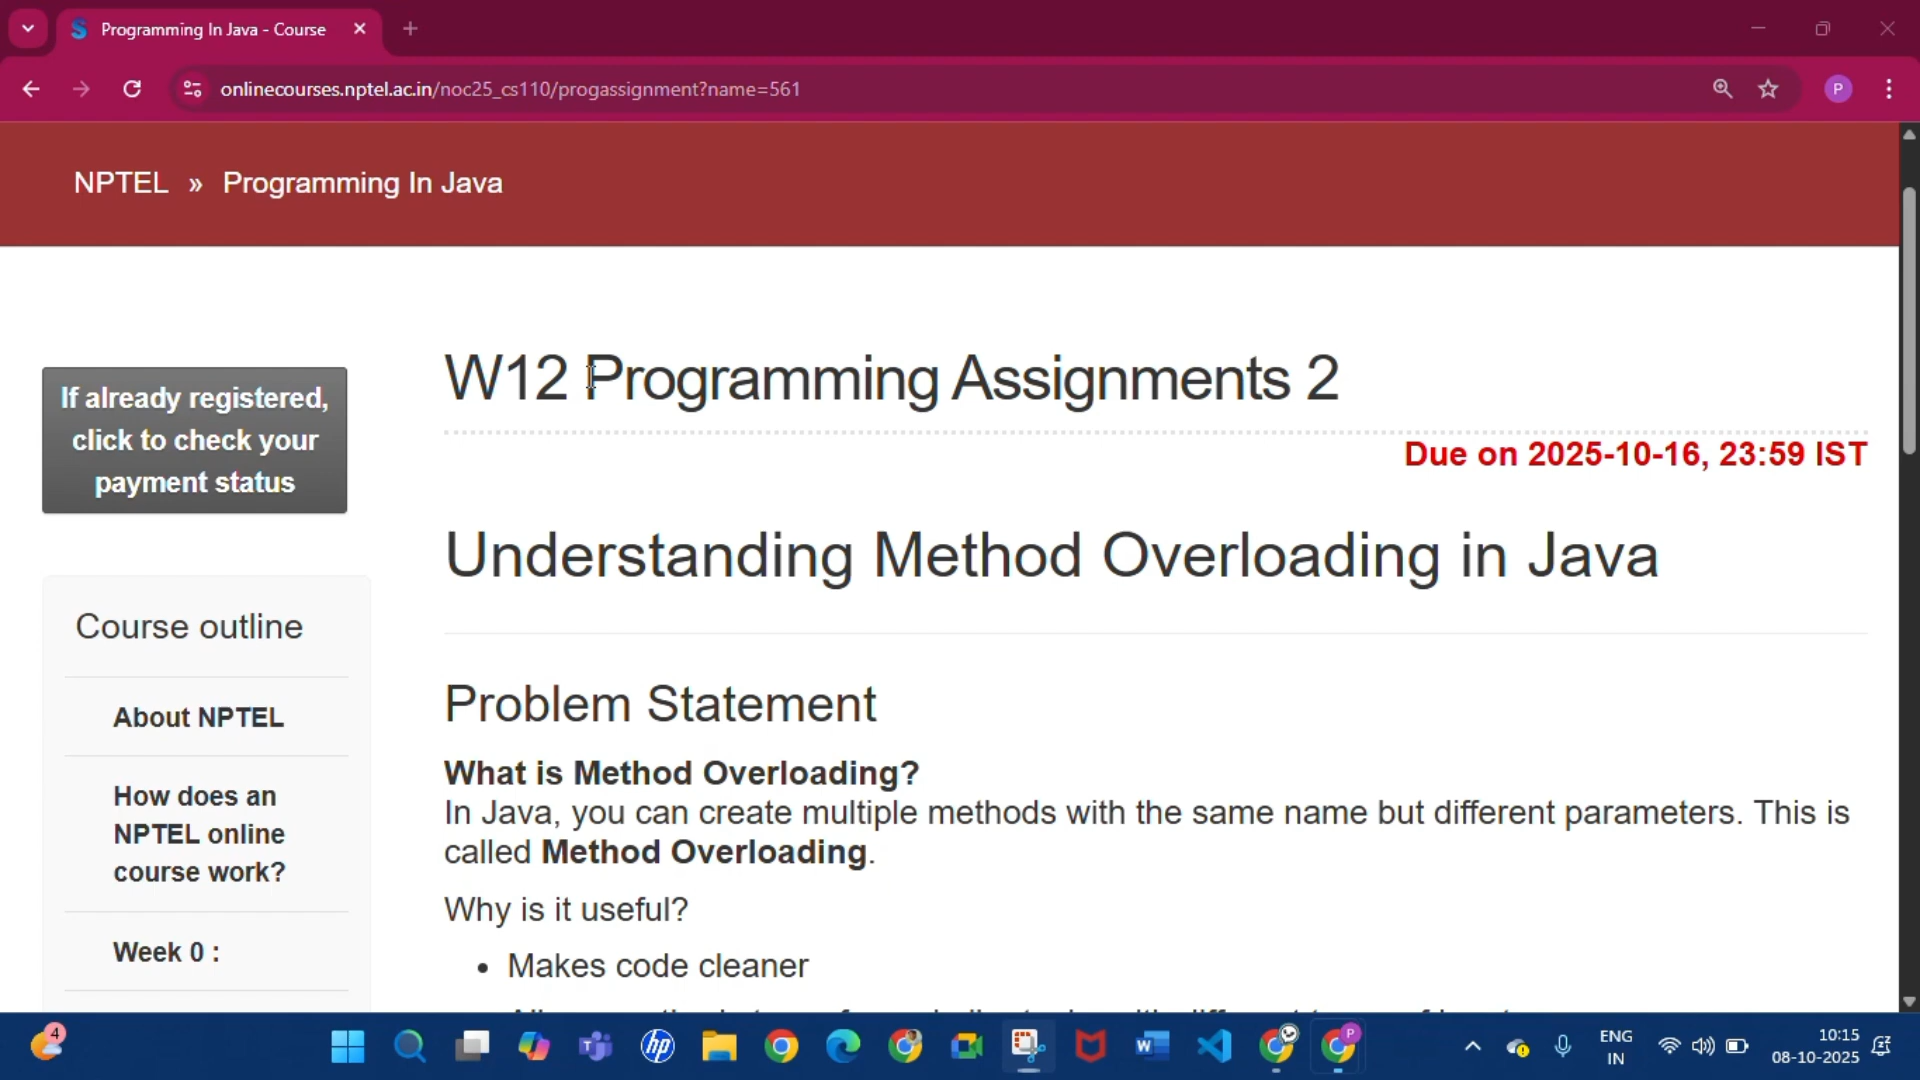 Programming In Java - Course
onlinecourses.nptel.ac.in/noc25_cs110/progassignment?name=561
P
NPTEL » Programming In Java
If already registered,
click to check your
payment status
W12 Programming Assignments 2
Due on 2025-10-16, 23:59 IST
Understanding Method Overloading in Java
Course outline
About NPTEL
How does an
NPTEL online
course work?
Week 0 :
Problem Statement
What is Method Overloading?
In Java, you can create multiple methods with the same name but different parameters. This is
called Method Overloading.
Why is it useful?
• Makes code cleaner
4
hp
W
P
ENG
IN
10:15
08-10-2025